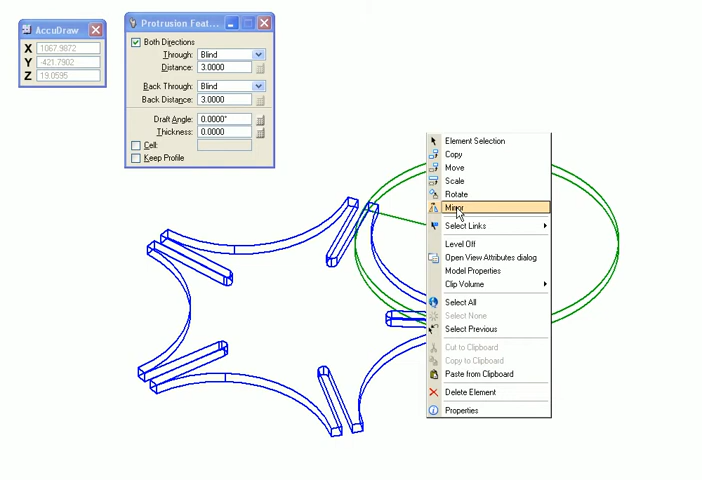 AccuDraw
X 1067.9872
Y -421.7902
Z 19.0595
Protrusion Feat...
Both Directions
Through: Blind
Distance: 3.0000
Back Through: Blind
Back Distance: 3.0000
Draft Angle: 0.0000°
Thickness: 0.0000
Cell:
Keep Profile
Element Selection
Copy
Move
Scale
Rotate
Mirror
Select Links
Level Off
Open View Attributes dialog
Model Properties
Clip Volume
Select All
Select None
Select Previous
Cut to Clipboard
Copy to Clipboard
Paste from Clipboard
Delete Element
Properties